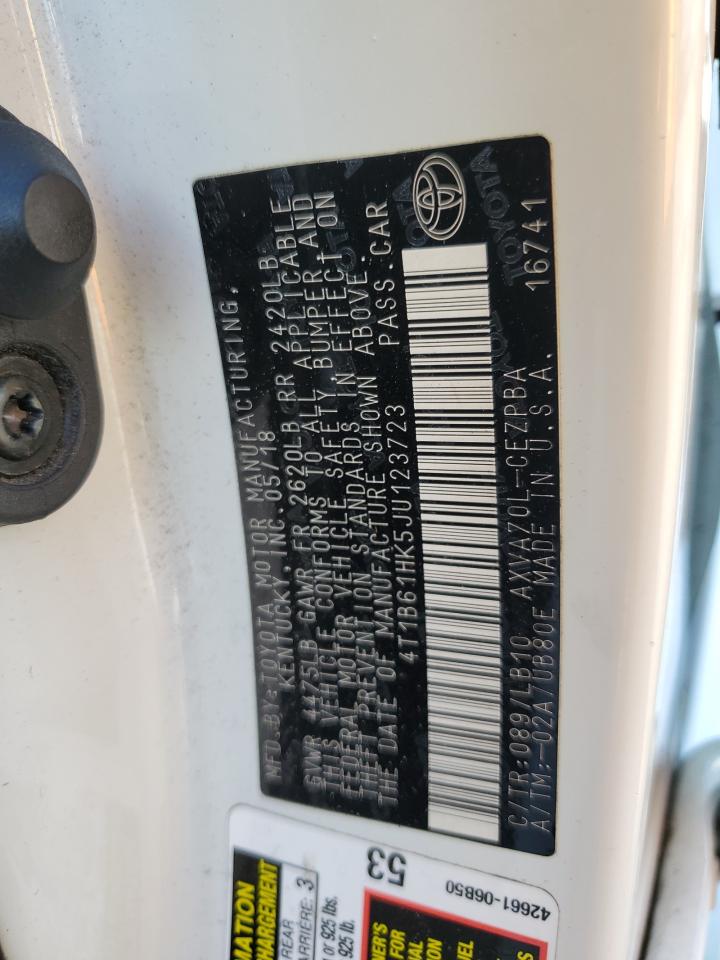 MFD.BY:TOYOTA MOTOR MANUFACTURING,
KENTUCKY, INC. 05/18
GVWR 4475LB GAWR FR 2620LB RR 2420LB
THIS VEHICLE CONFORMS TO ALL APPLICABLE
FEDERAL MOTOR VEHICLE SAFETY, BUMPER, AND
THEFT PREVENTION STANDARDS IN EFFECT ON
THE DATE OF MANUFACTURE SHOWN ABOVE.
4T1B61HK5JU123723 PASS.CAR
C/TR:089/LB10 AXVA70L-CEZPBA
A/TM:-02A/UB80E MADE IN U.S.A. 16741
TOYOTA
MATION
CHARGEMENT
REAR
ARRIÈRE 3
or 925 lbs.
925 lb.
53
42661-06B50